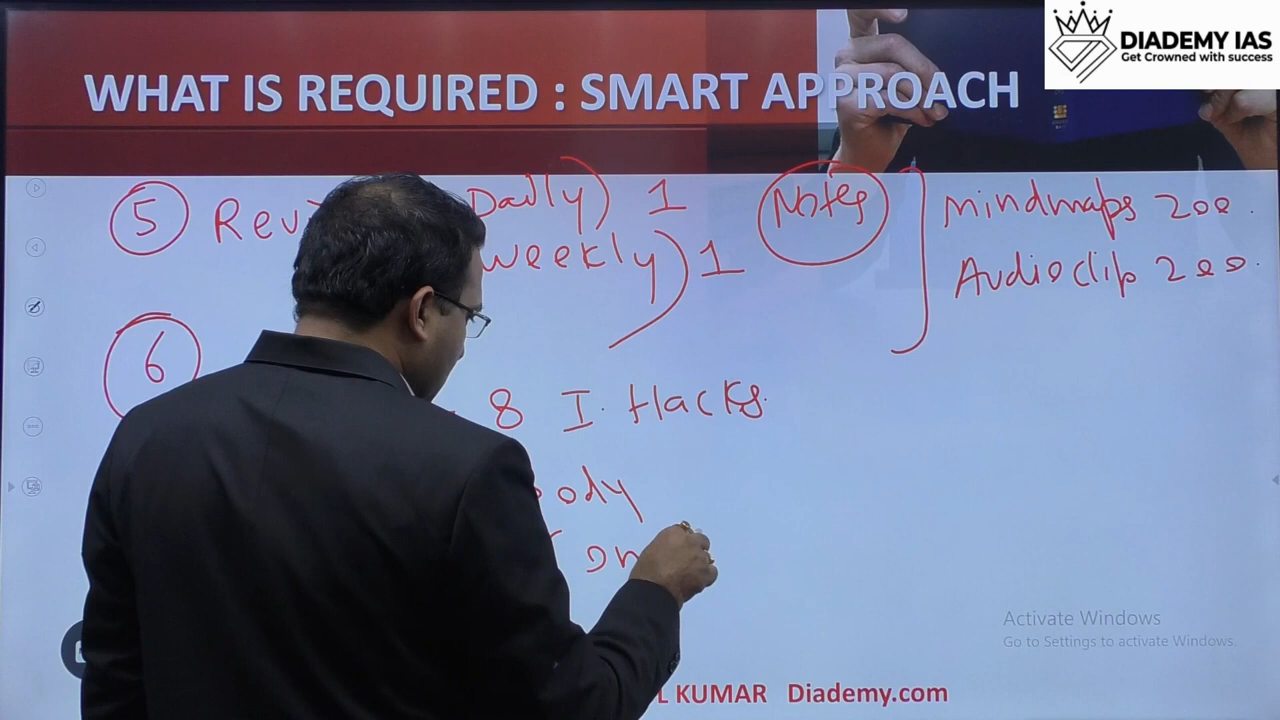 DIADEMY IAS
Get Crowned with success
WHAT IS REQUIRED : SMART APPROACH
5 Rev Daily) 1 Notes Mindmaps 200.
weekly) 1 Audioclip 200.
6
8 I. Hacks.
ody
Activate Windows
Go to Settings to activate Windows.
L KUMAR Diademy.com